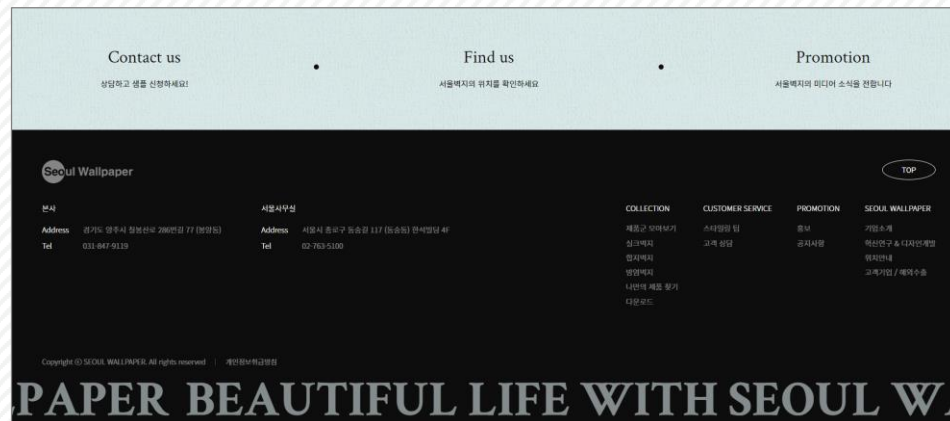 Contact us
상담하고 샘플 신청하세요!
Find us
서울벽지의 위치를 확인하세요
Promotion
서울벽지의 미디어 소식을 전합니다
Seoul Wallpaper
TOP
본사
Address 경기도 양주시 칠봉산로 286번길 77 (봉양동)
Tel 031-847-9119
서울사무실
Address 서울시 종로구 동숭길 117 (동숭동) 한석빌딩 4F
Tel 02-763-5100
COLLECTION
제품군 모아보기
실크벽지
합지벽지
방염벽지
나만의 제품 찾기
다운로드
CUSTOMER SERVICE
스타일링 팁
고객 상담
PROMOTION
홍보
공지사항
SEOUL WALLPAPER
기업소개
혁신연구 & 디자인개발
위치안내
고객기업 / 해외수출
Copyright ⓒ SEOUL WALLPAPER. All rights reserved | 개인정보취급방침
PAPER BEAUTIFUL LIFE WITH SEOUL WA